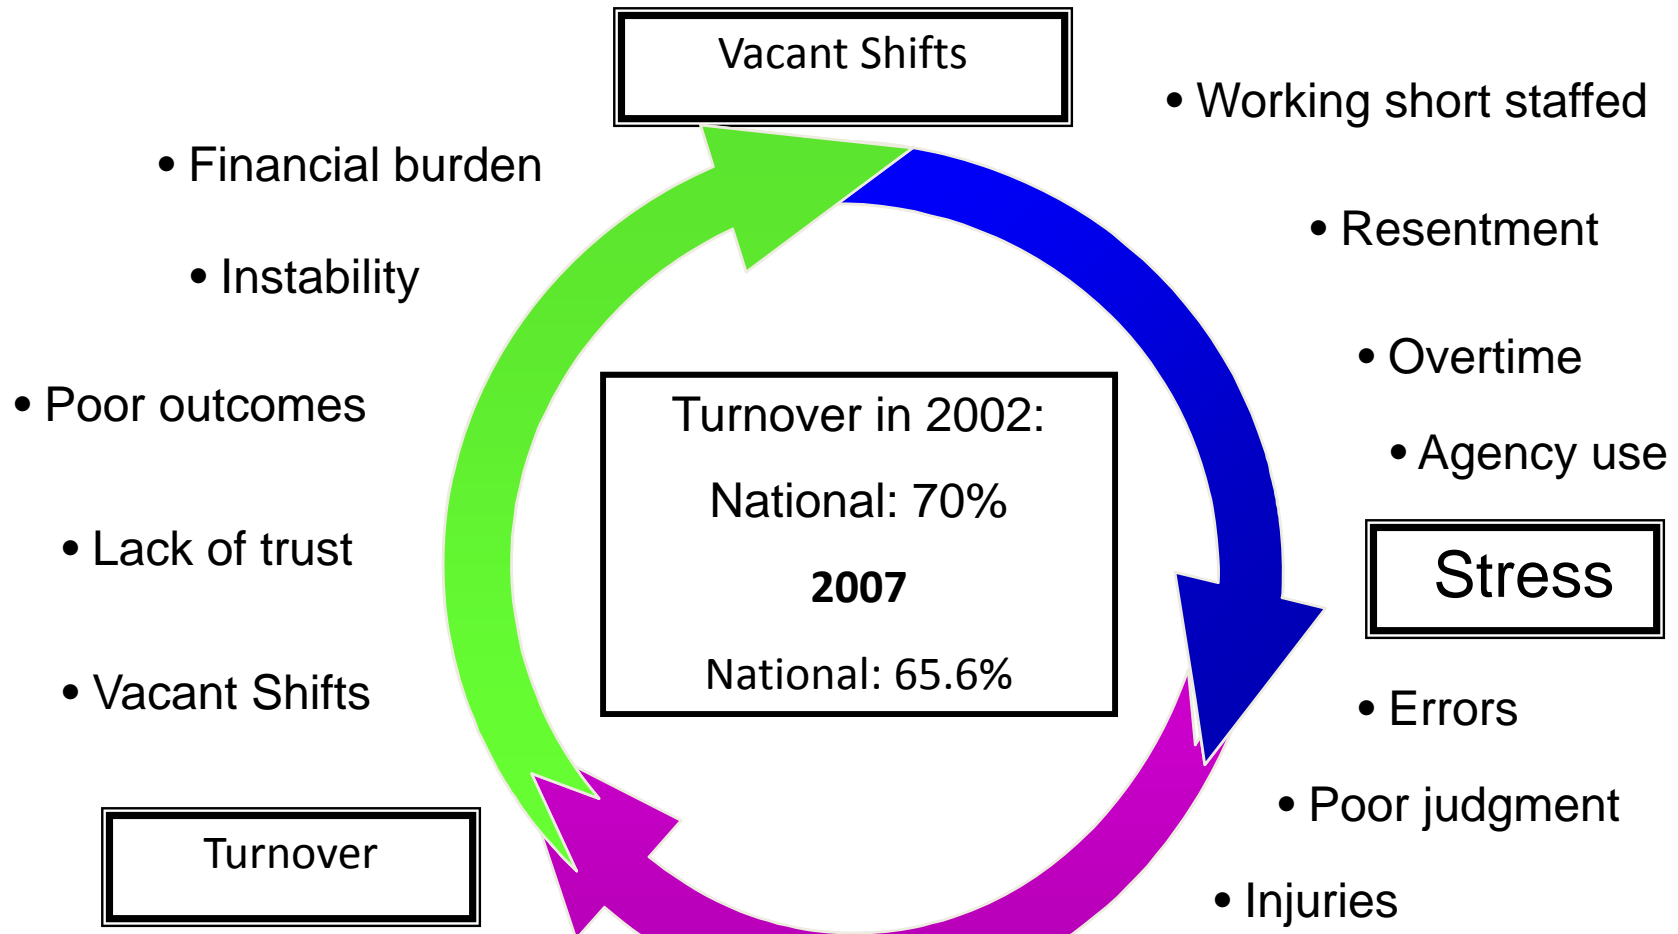 Vacant Shifts
• Working short staffed
• Resentment
• Overtime
• Agency use
Stress
• Errors
• Poor judgment
• Injuries
Turnover
• Vacant Shifts
• Lack of trust
• Poor outcomes
• Instability
• Financial burden
Turnover in 2002:
National: 70%
2007
National: 65.6%